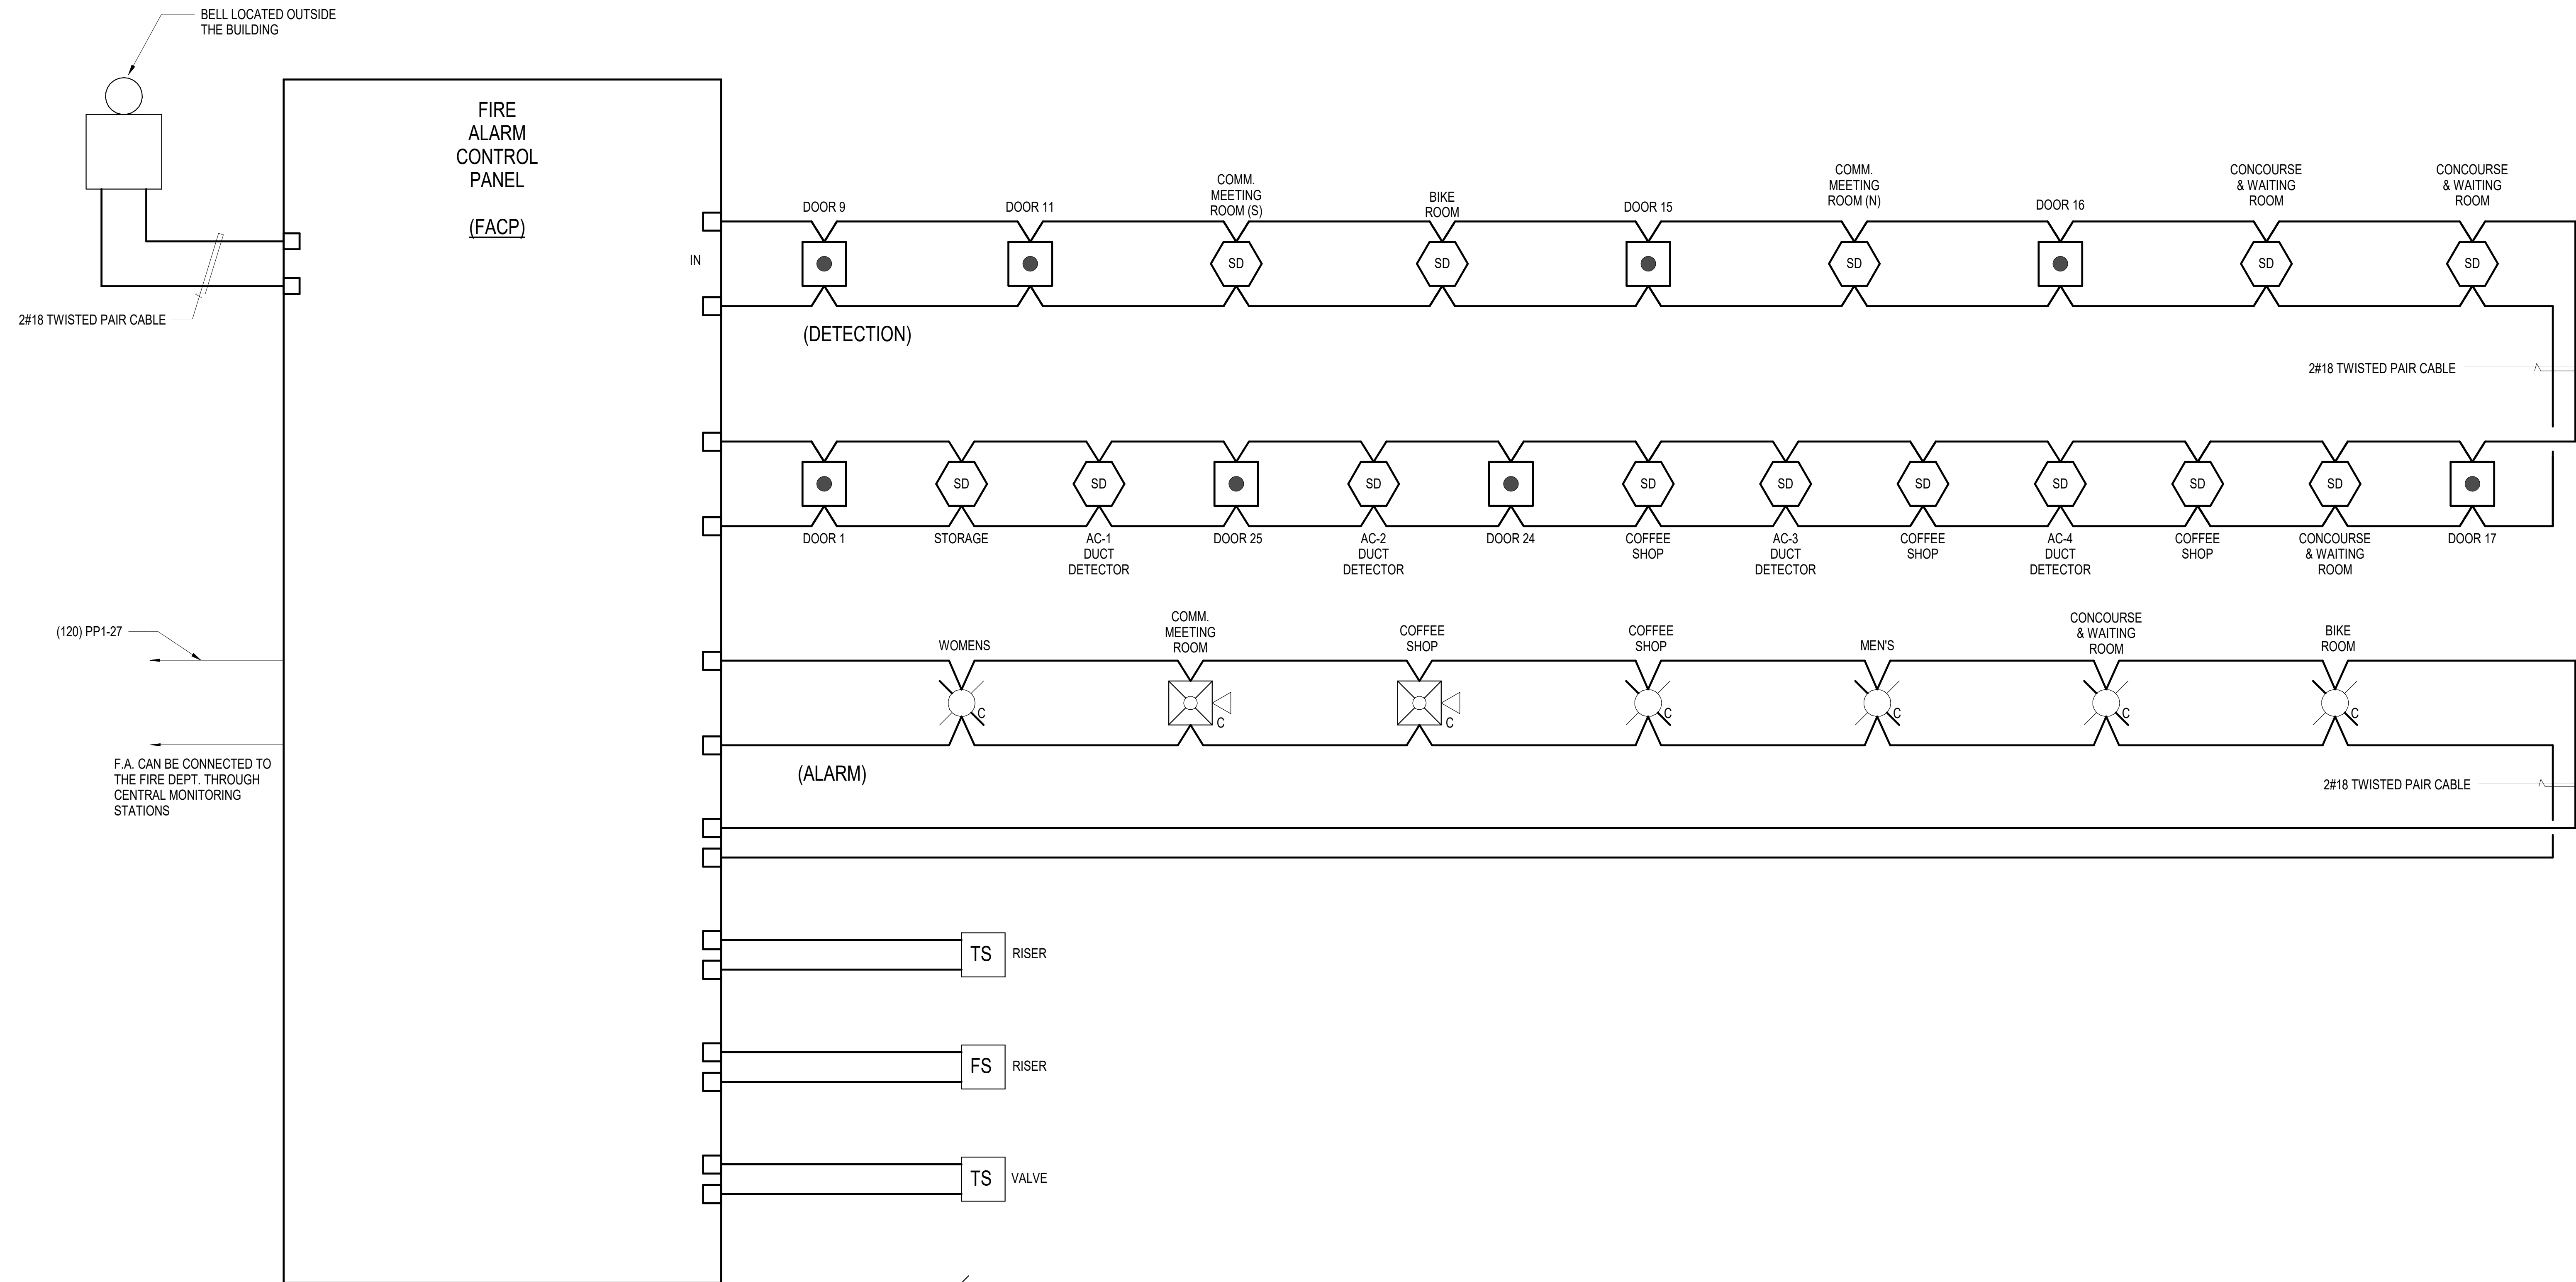 BELL LOCATED OUTSIDE
THE BUILDING
FIRE
ALARM
CONTROL
PANEL
(FACP)
IN
2#18 TWISTED PAIR CABLE
DOOR 9
DOOR 11
COMM.
MEETING
ROOM (S)
BIKE
ROOM
DOOR 15
COMM.
MEETING
ROOM (N)
DOOR 16
CONCOURSE
& WAITING
ROOM
CONCOURSE
& WAITING
ROOM
SD
SD
SD
SD
SD
(DETECTION)
2#18 TWISTED PAIR CABLE
SD
SD
SD
SD
SD
SD
SD
SD
SD
DOOR 1
STORAGE
AC-1
DUCT
DETECTOR
DOOR 25
AC-2
DUCT
DETECTOR
DOOR 24
COFFEE
SHOP
AC-3
DUCT
DETECTOR
COFFEE
SHOP
AC-4
DUCT
DETECTOR
COFFEE
SHOP
CONCOURSE
& WAITING
ROOM
DOOR 17
(120) PP1-27
F.A. CAN BE CONNECTED TO
THE FIRE DEPT. THROUGH
CENTRAL MONITORING
STATIONS
WOMENS
COMM.
MEETING
ROOM
COFFEE
SHOP
COFFEE
SHOP
MEN'S
CONCOURSE
& WAITING
ROOM
BIKE
ROOM
C
C
C
C
C
C
C
(ALARM)
2#18 TWISTED PAIR CABLE
TS
RISER
FS
RISER
TS
VALVE